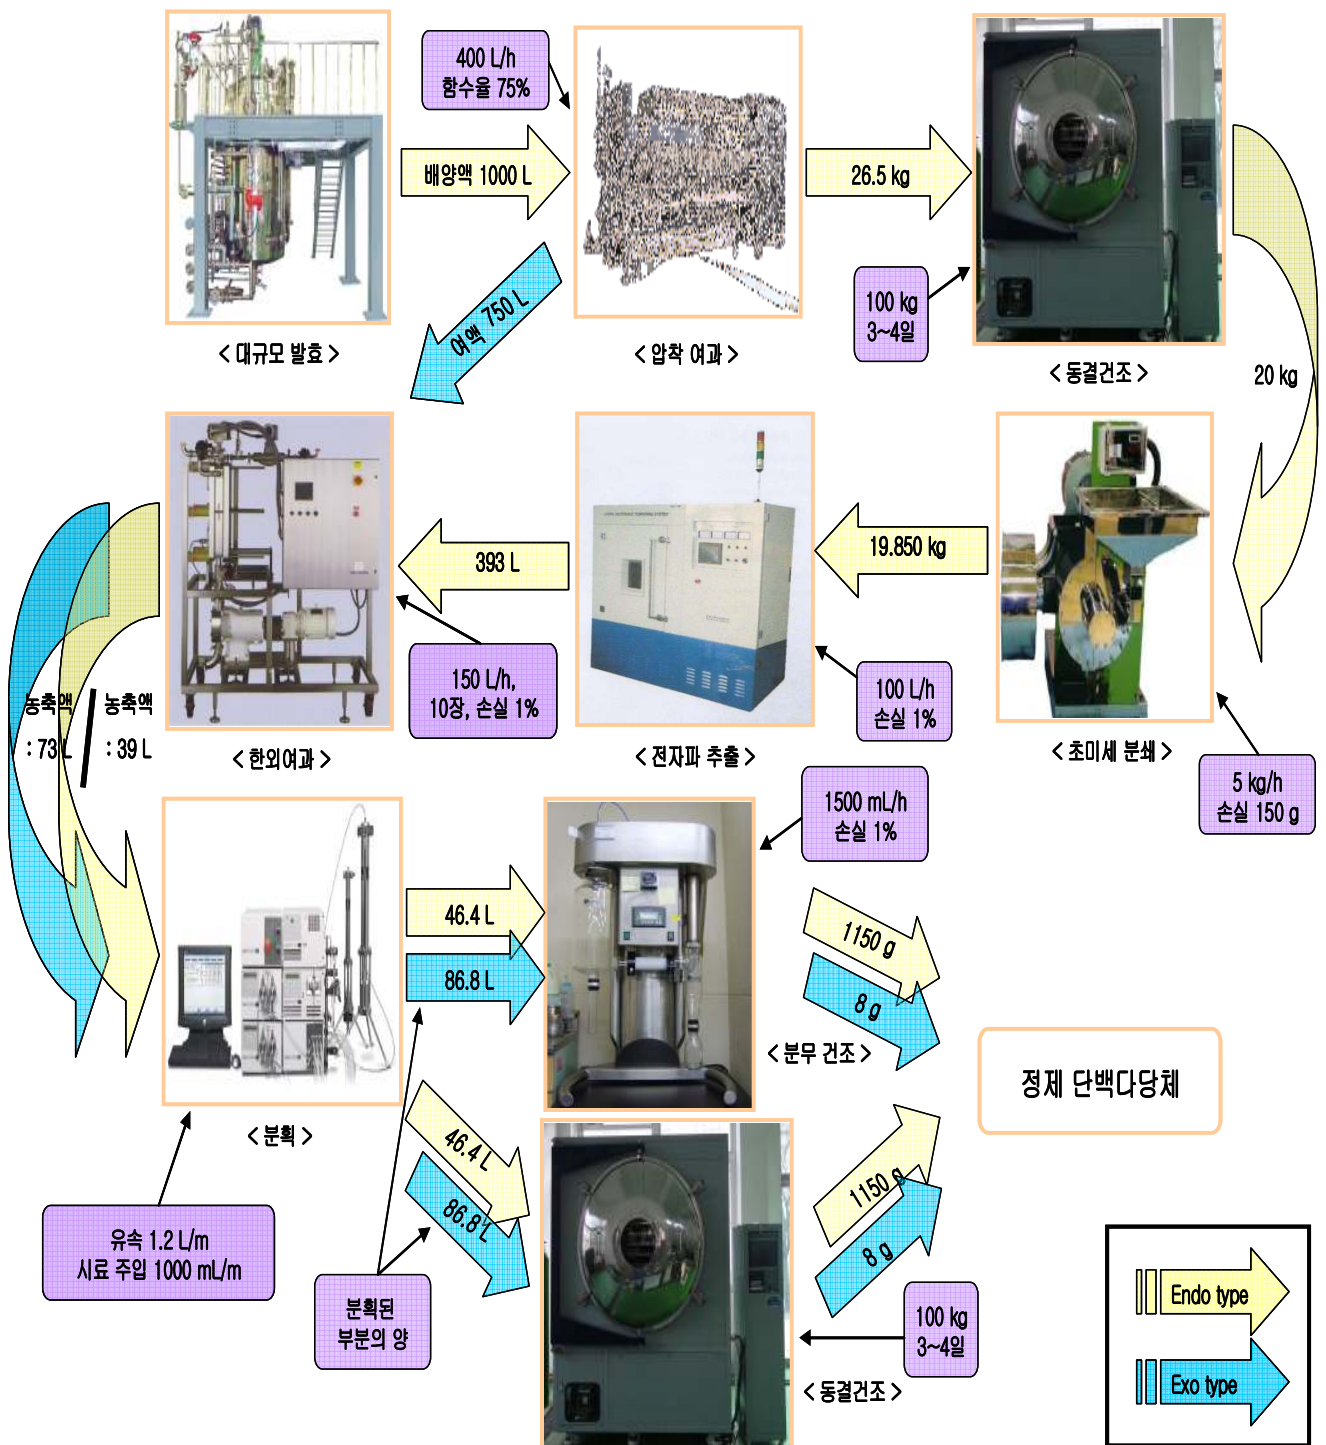 400 L/h
함수율 75%
배양액 1000 L
26.5 kg
여액 750 L
100 kg
3~4일
< 대규모 발효 >
< 압착 여과 >
< 동결건조 >
20 kg
393 L
19.850 kg
농축액
: 73 L
농축액
: 39 L
150 L/h,
10장, 손실 1%
100 L/h
손실 1%
< 한외여과 >
< 전자파 추출 >
< 초미세 분쇄 >
5 kg/h
손실 150 g
1500 mL/h
손실 1%
46.4 L
86.8 L
1150 g
8 g
< 분무 건조 >
정제 단백다당체
< 분획 >
46.4 L
86.8 L
1150 g
8 g
유속 1.2 L/m
시료 주입 1000 mL/m
분획된
부분의 양
100 kg
3~4일
< 동결건조 >
Endo type
Exo type